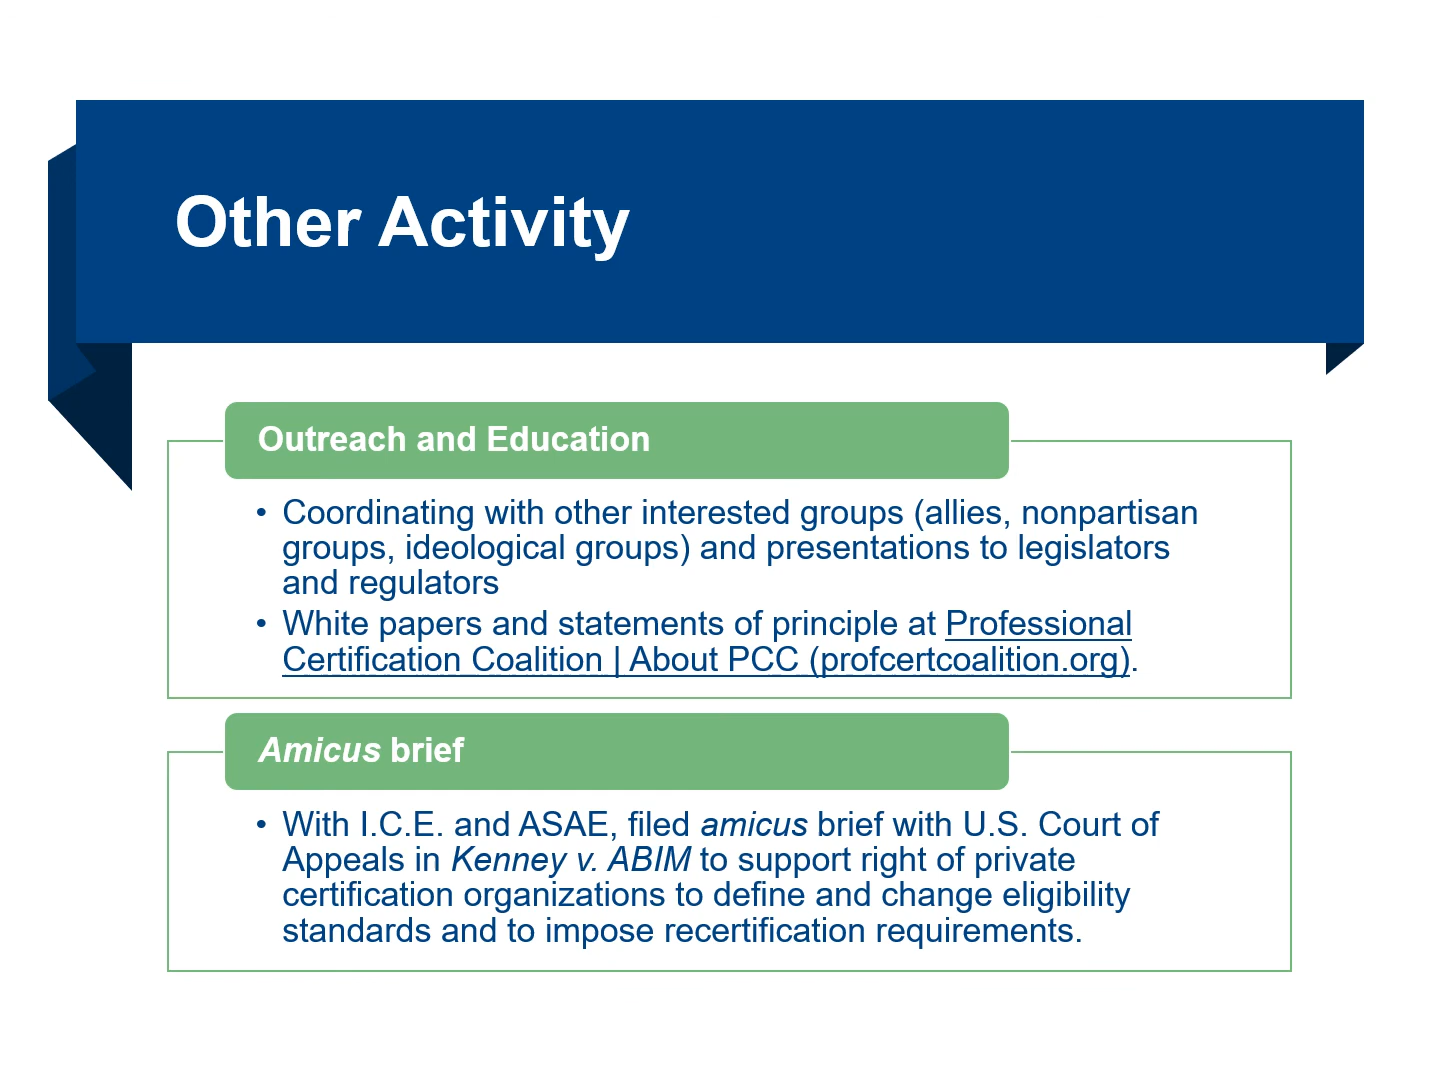 Other Activity
Outreach and Education
• Coordinating with other interested groups (allies, nonpartisan
groups, ideological groups) and presentations to legislators
and regulators
• White papers and statements of principle at Professional
Certification Coalition | About PCC (profcertcoalition.org).
Amicus brief
• With I.C.E. and ASAE, filed amicus brief with U.S. Court of
Appeals in Kenney v. ABIM to support right of private
certification organizations to define and change eligibility
standards and to impose recertification requirements.